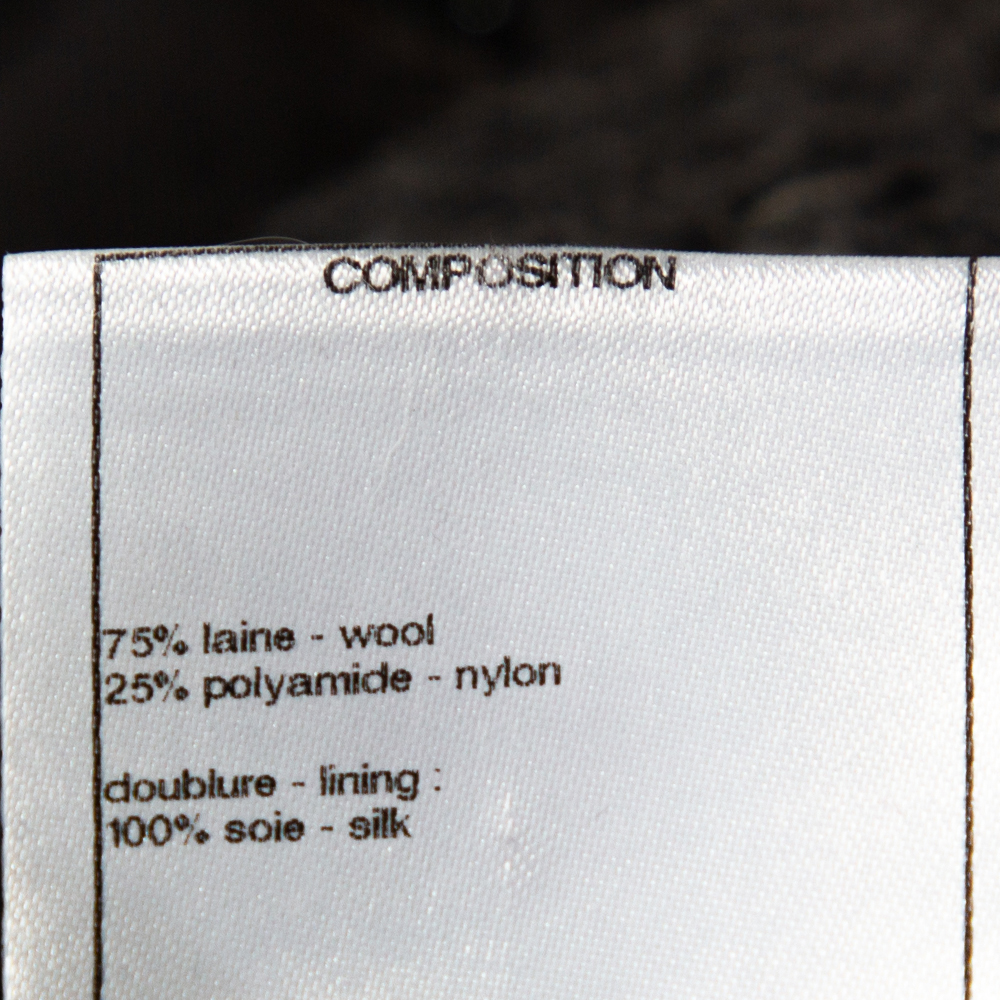 COMPOSITION
75% laine - wool
25% polyamide - nylon
doublure - lining :
100% soie - silk